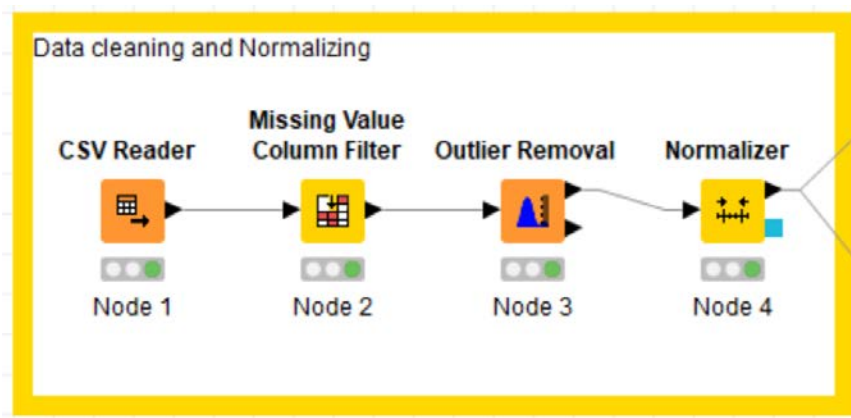 Data cleaning and Normalizing
CSV Reader
Missing Value
Column Filter
Outlier Removal
Normalizer
Node 1
Node 2
Node 3
Node 4